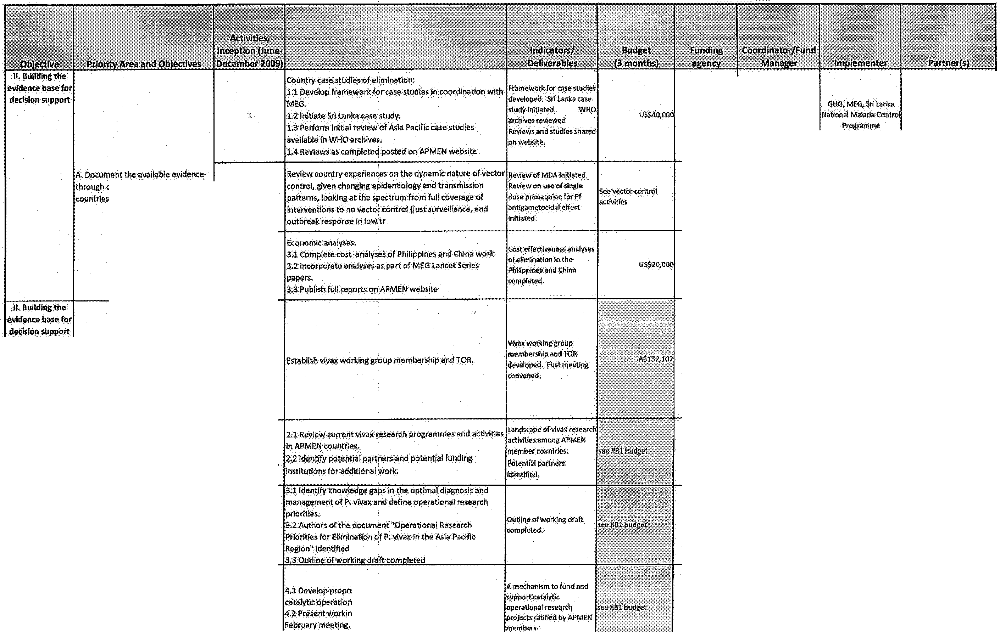 Objective
Priority Area and Objectives
Activities,
Inception (June-
December 2009)
Indicators/
Deliverables
Budget
(3 months)
Funding
agency
Coordinator/Fund
Manager
Implementer
Partner(s)
II. Building the
evidence base for
decision support
A. Document the available evidence
through c
countries
1
Country case studies of elimination:
1.1 Develop framework for case studies in coordination with
MEG.
1.2 Initiate Sri Lanka case study.
1.3 Perform initial review of Asia Pacific case studies
available in WHO archives.
1.4 Reviews as completed posted on APMEN website
Framework for case studies
developed. Sri Lanka case
study initiated. WHO
archives reviewed
Reviews and studies shared
on website.
US$40,000
GHG, MEG, Sri Lanka
National Malaria Control
Programme
Review country experiences on the dynamic nature of vector
control, given changing epidemiology and transmission
patterns, looking at the spectrum from full coverage of
interventions to no vector control (just surveillance, and
outbreak response in low tr
Review of MDA initiated.
Review on use of single
dose primaquine for Pf
antigametocidal effect
initiated.
See vector control
activities
Economic analyses.
3.1 Complete cost analyses of Philippines and China work
3.2 Incorporate analyses as part of MEG Lancet Series
papers.
3.3 Publish full reports on APMEN website
Cost effectiveness analyses
of elimination in the
Philippines and China
completed.
US$20,000
II. Building the
evidence base for
decision support
Establish vivax working group membership and TOR.
Vivax working group
membership and TOR
developed. First meeting
convened.
A$132,107
2.1 Review current vivax research programmes and activities
in APMEN countries.
2.2 Identify potential partners and potential funding
institutions for additional work.
Landscape of vivax research
activities among APMEN
member countries.
Potential partners
identified.
see IIB1 budget
3.1 Identify knowledge gaps in the optimal diagnosis and
management of P. vivax and define operational research
priorities.
3.2 Authors of the document "Operational Research
Priorities for Elimination of P. vivax in the Asia Pacific
Region" identified
3.3 Outline of working draft completed
Outline of working draft
completed.
see IIB1 budget
4.1 Develop propo
catalytic operation
4.2 Present workin
February meeting.
A mechanism to fund and
support catalytic
operational research
projects ratified by APMEN
members.
see IIB1 budget